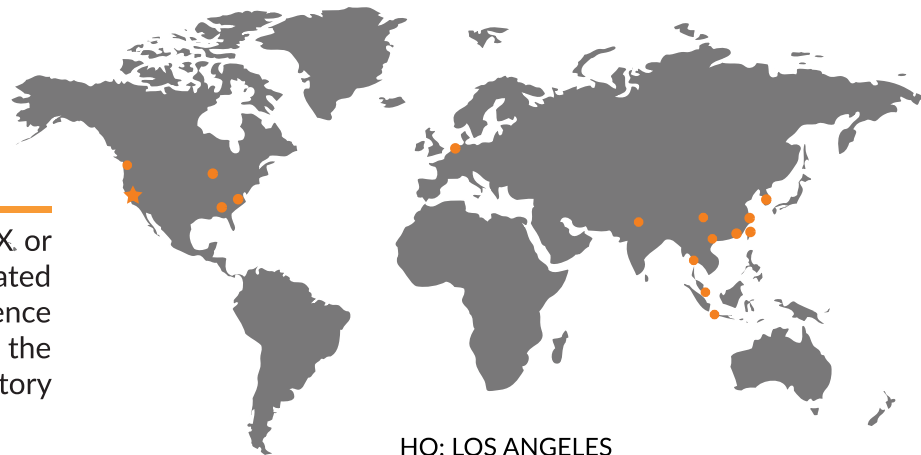 X or
ated
ence
the
tory
HQ: LOS ANGELES